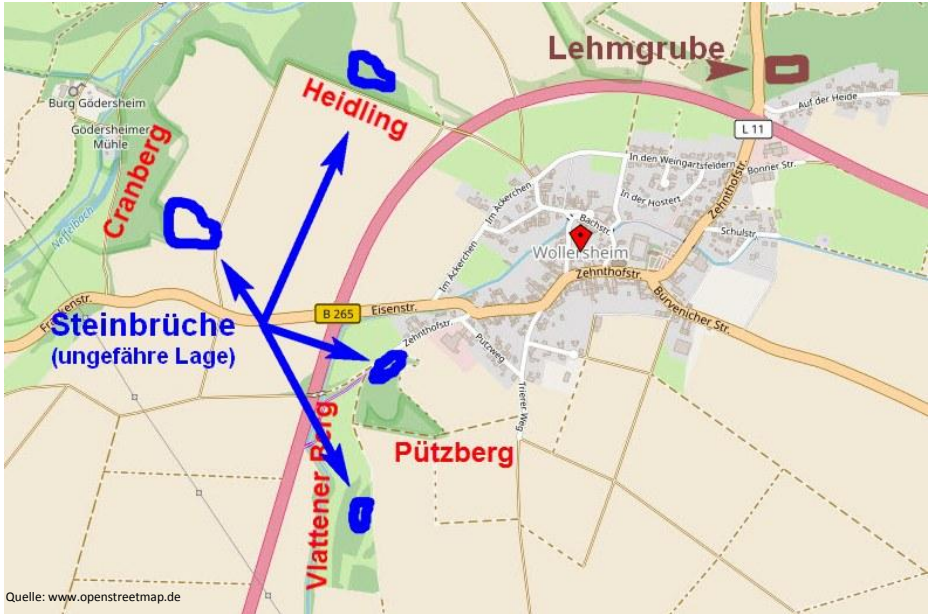 Lehmgrube
Heidling
Burg Gödersheim
Gödersheimer
Mühle
Cranberg
Neffelbach
Auf der Heide
L 11
In den Weingartsfeldern
Bonner Str.
Im Ackerchen
In der Hostert
Zehnthofstr.
Bachstr.
Schulstr.
Wollersheim
Im Ackerchen
Zehnthofstr.
Eisenstr.
B 265
Bürvenicher Str.
Steinbrüche
(ungefähre Lage)
Zehnthofstr.
Pützweg
Trierer Weg
Vlattener Berg
Pützberg
Quelle: www.openstreetmap.de